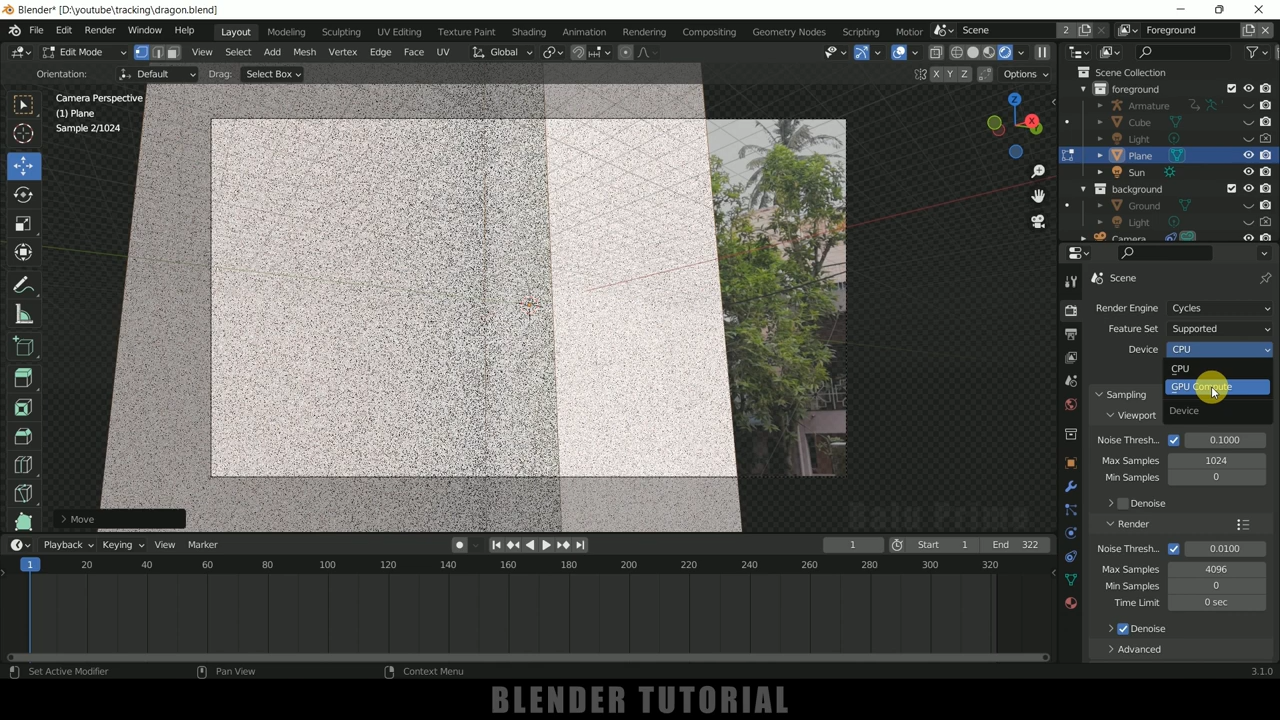 Blender* [D:\youtube\tracking\dragon.blend]
File Edit Render Window Help Layout Modeling Sculpting UV Editing Texture Paint Shading Animation Rendering Compositing Geometry Nodes Scripting Motior Scene 2 Foreground
Edit Mode View Select Add Mesh Vertex Edge Face UV Global
Orientation: Default Drag: Select Box X Y Z Options
Camera Perspective
(1) Plane
Sample 2/1024
Z
X
Move
Scene Collection
foreground
Armature
Cube
Light
Plane
Sun
background
Ground
Light
Camera
Scene
Render Engine Cycles
Feature Set Supported
Device CPU
CPU
GPU Compute
Device
Sampling
Viewport
Noise Thresh... 0.1000
Max Samples 1024
Min Samples 0
Denoise
Render
Noise Thresh... 0.0100
Max Samples 4096
Min Samples 0
Time Limit 0 sec
Denoise
Advanced
Playback Keying View Marker 1 Start 1 End 322
1 20 40 60 80 100 120 140 160 180 200 220 240 260 280 300 320
Set Active Modifier Pan View Context Menu 3.1.0
BLENDER TUTORIAL